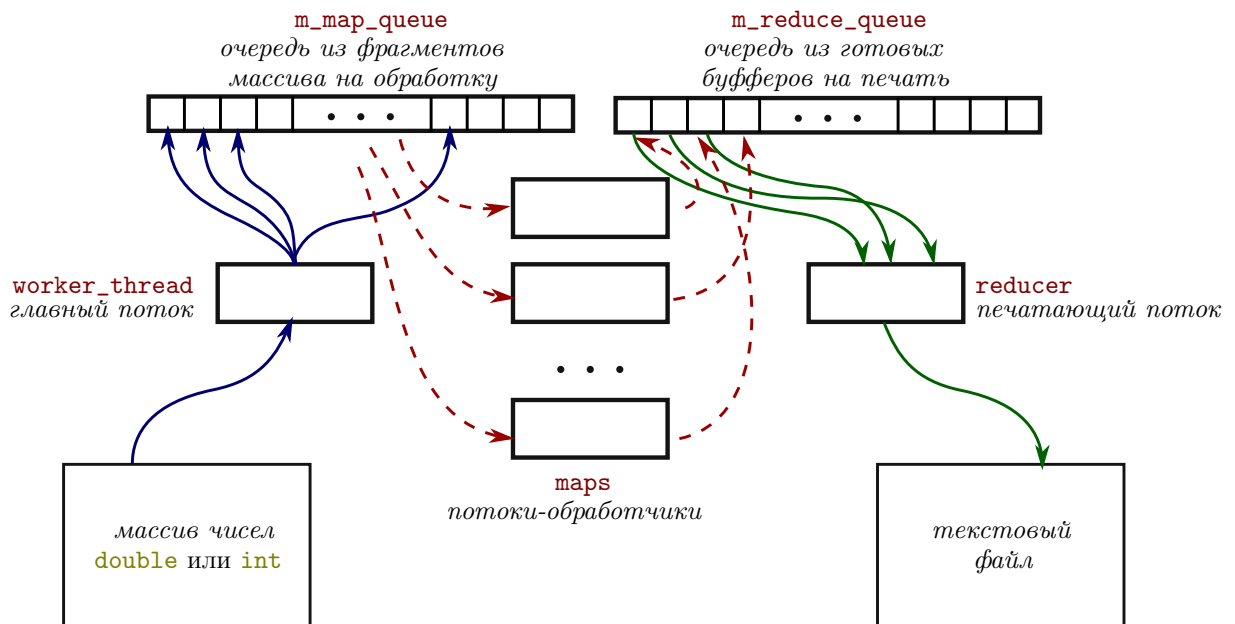 m_map_queue
очередь из фрагментов
массива на обработку
m_reduce_queue
очередь из готовых
буфферов на печать
worker_thread
главный поток
reducer
печатающий поток
maps
потоки-обработчики
массив чисел
double или int
текстовый
файл